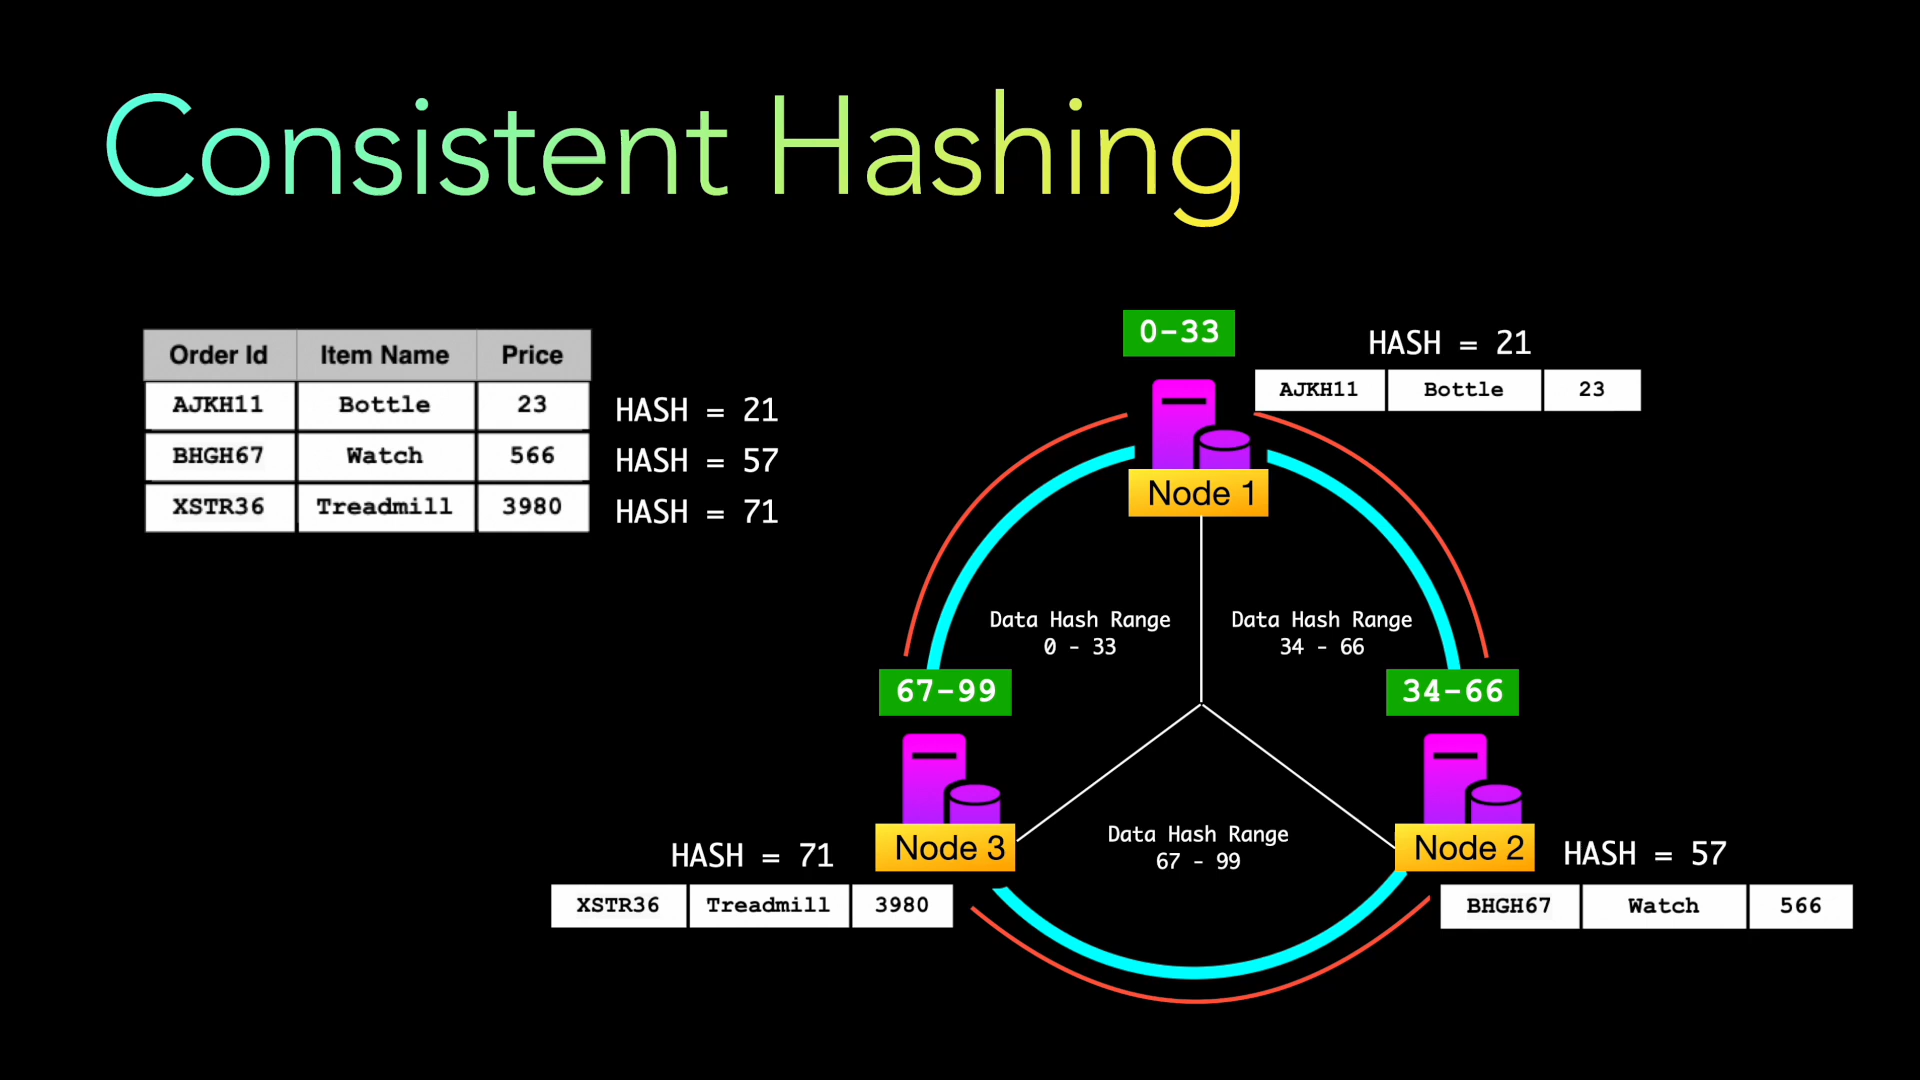 Consistent Hashing
Order Id Item Name Price
AJKH11 Bottle 23 HASH = 21
BHGH67 Watch 566 HASH = 57
XSTR36 Treadmill 3980 HASH = 71
0-33
HASH = 21
AJKH11 Bottle 23
Node 1
Data Hash Range
0 - 33
Data Hash Range
34 - 66
67-99
34-66
Node 3
Data Hash Range
67 - 99
Node 2
HASH = 71
XSTR36 Treadmill 3980
HASH = 57
BHGH67 Watch 566